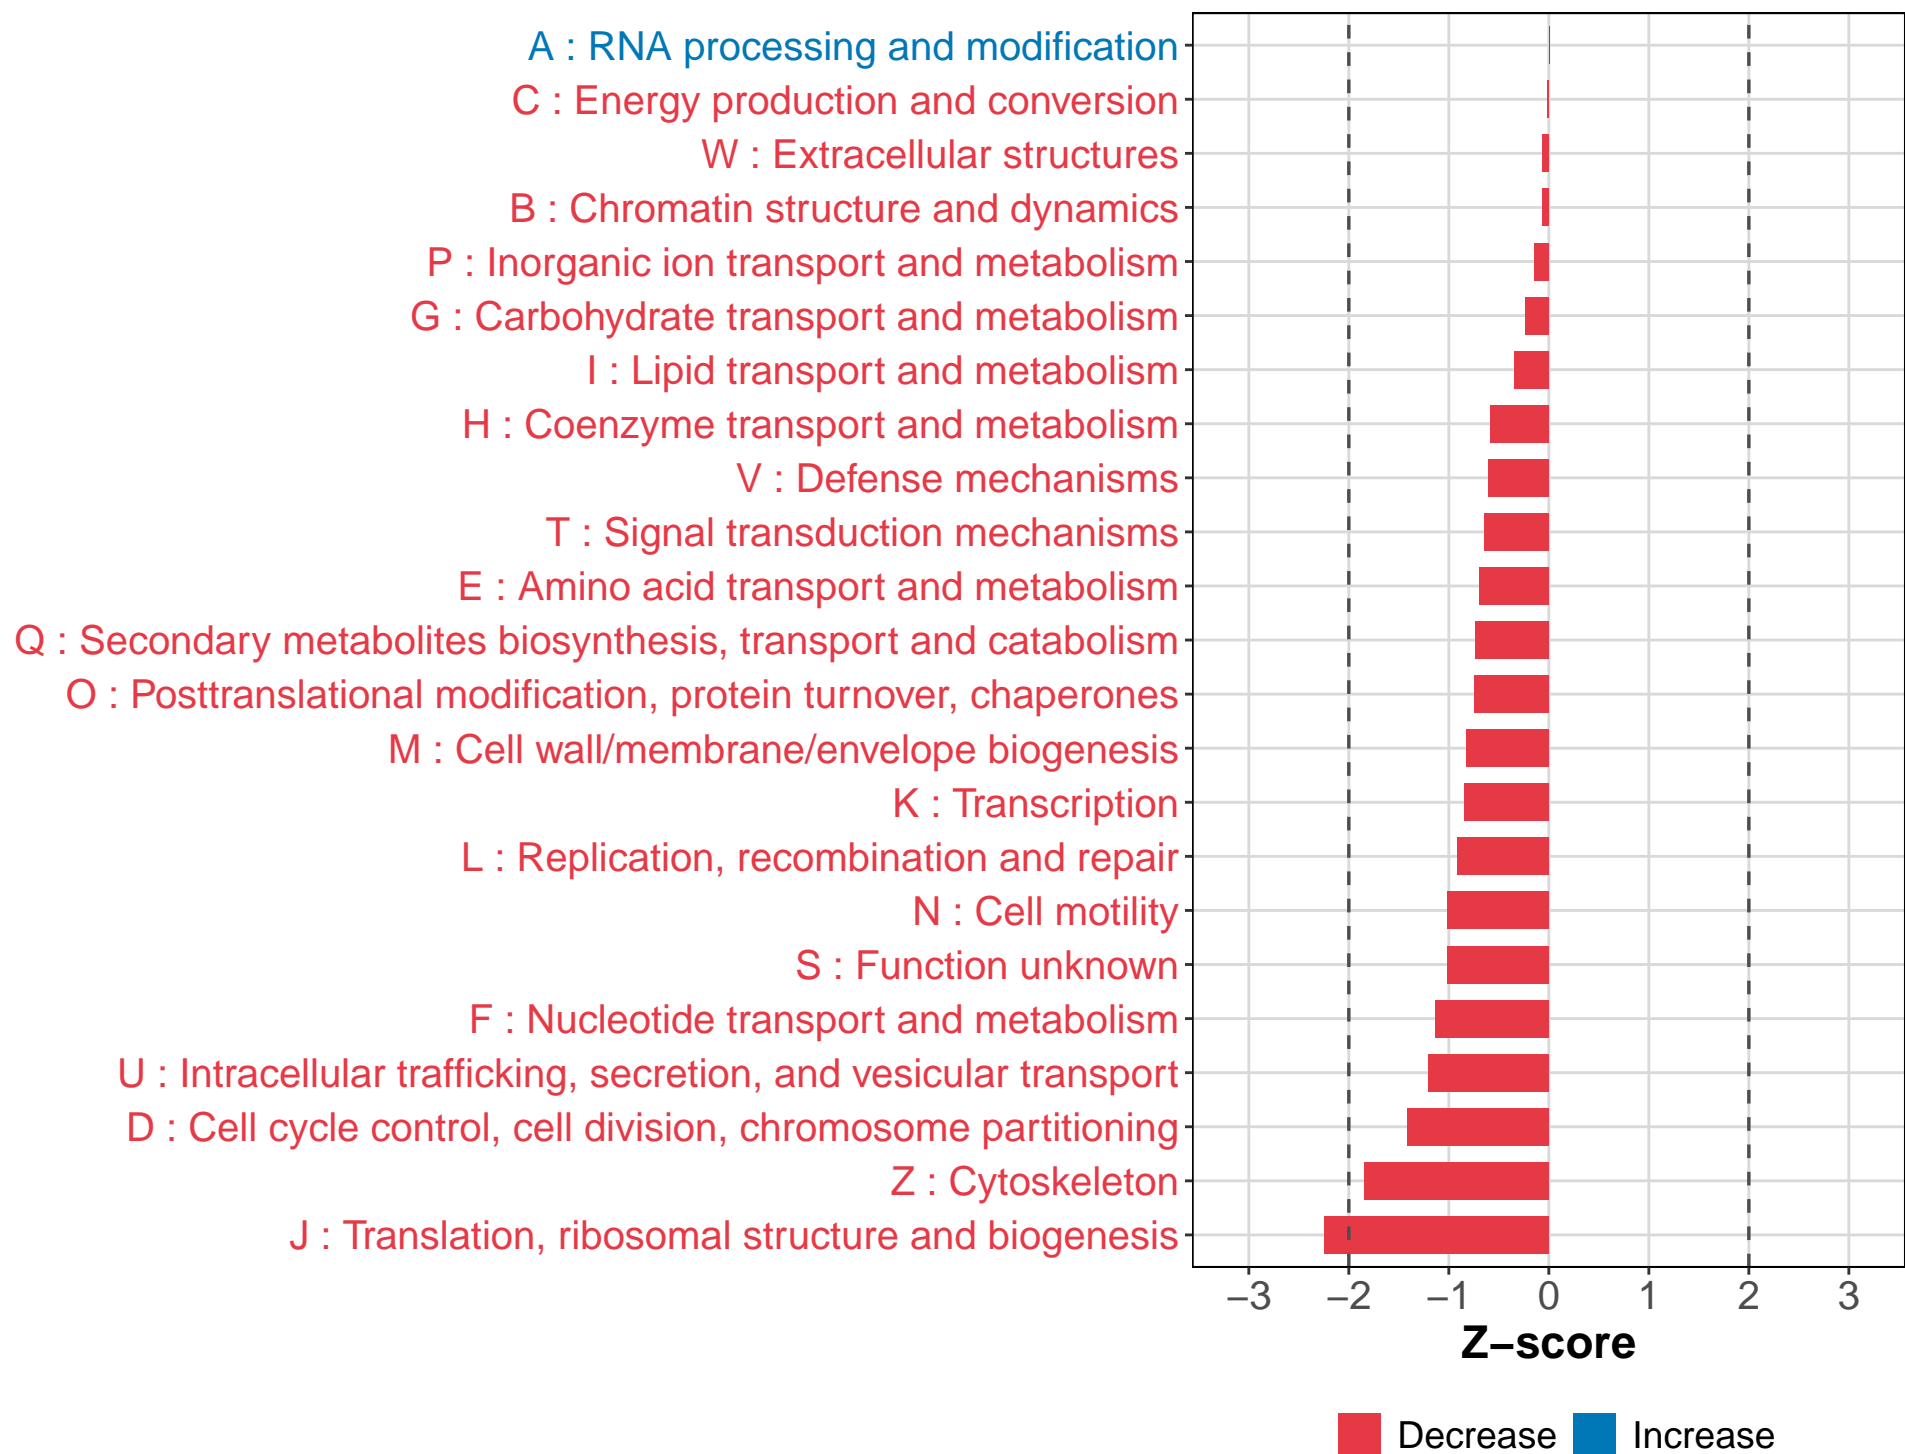 A : RNA processing and modification
C : Energy production and conversion
W : Extracellular structures
B : Chromatin structure and dynamics
P : Inorganic ion transport and metabolism
G : Carbohydrate transport and metabolism
I : Lipid transport and metabolism
H : Coenzyme transport and metabolism
V : Defense mechanisms
T : Signal transduction mechanisms
E : Amino acid transport and metabolism
Q : Secondary metabolites biosynthesis, transport and catabolism
O : Posttranslational modification, protein turnover, chaperones
M : Cell wall/membrane/envelope biogenesis
K : Transcription
L : Replication, recombination and repair
N : Cell motility
S : Function unknown
F : Nucleotide transport and metabolism
U : Intracellular trafficking, secretion, and vesicular transport
D : Cell cycle control, cell division, chromosome partitioning
Z : Cytoskeleton
J : Translation, ribosomal structure and biogenesis
−3 −2 −1 0 1 2 3
Z−score
Decrease Increase